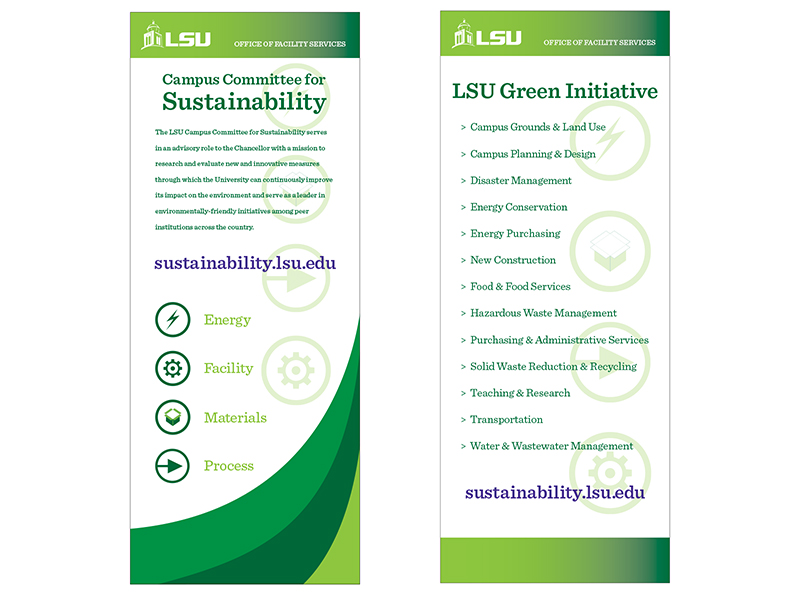 LSU
OFFICE OF FACILITY SERVICES
Campus Committee for
Sustainability
The LSU Campus Committee for Sustainability serves
in an advisory role to the Chancellor with a mission to
research and evaluate new and innovative measures
through which the University can continuously improve
its impact on the environment and serve as a leader in
environmentally-friendly initiatives among peer
institutions across the country.
sustainability.lsu.edu
Energy
Facility
Materials
Process
LSU
OFFICE OF FACILITY SERVICES
LSU Green Initiative
> Campus Grounds & Land Use
> Campus Planning & Design
> Disaster Management
> Energy Conservation
> Energy Purchasing
> New Construction
> Food & Food Services
> Hazardous Waste Management
> Purchasing & Administrative Services
> Solid Waste Reduction & Recycling
> Teaching & Research
> Transportation
> Water & Wastewater Management
sustainability.lsu.edu